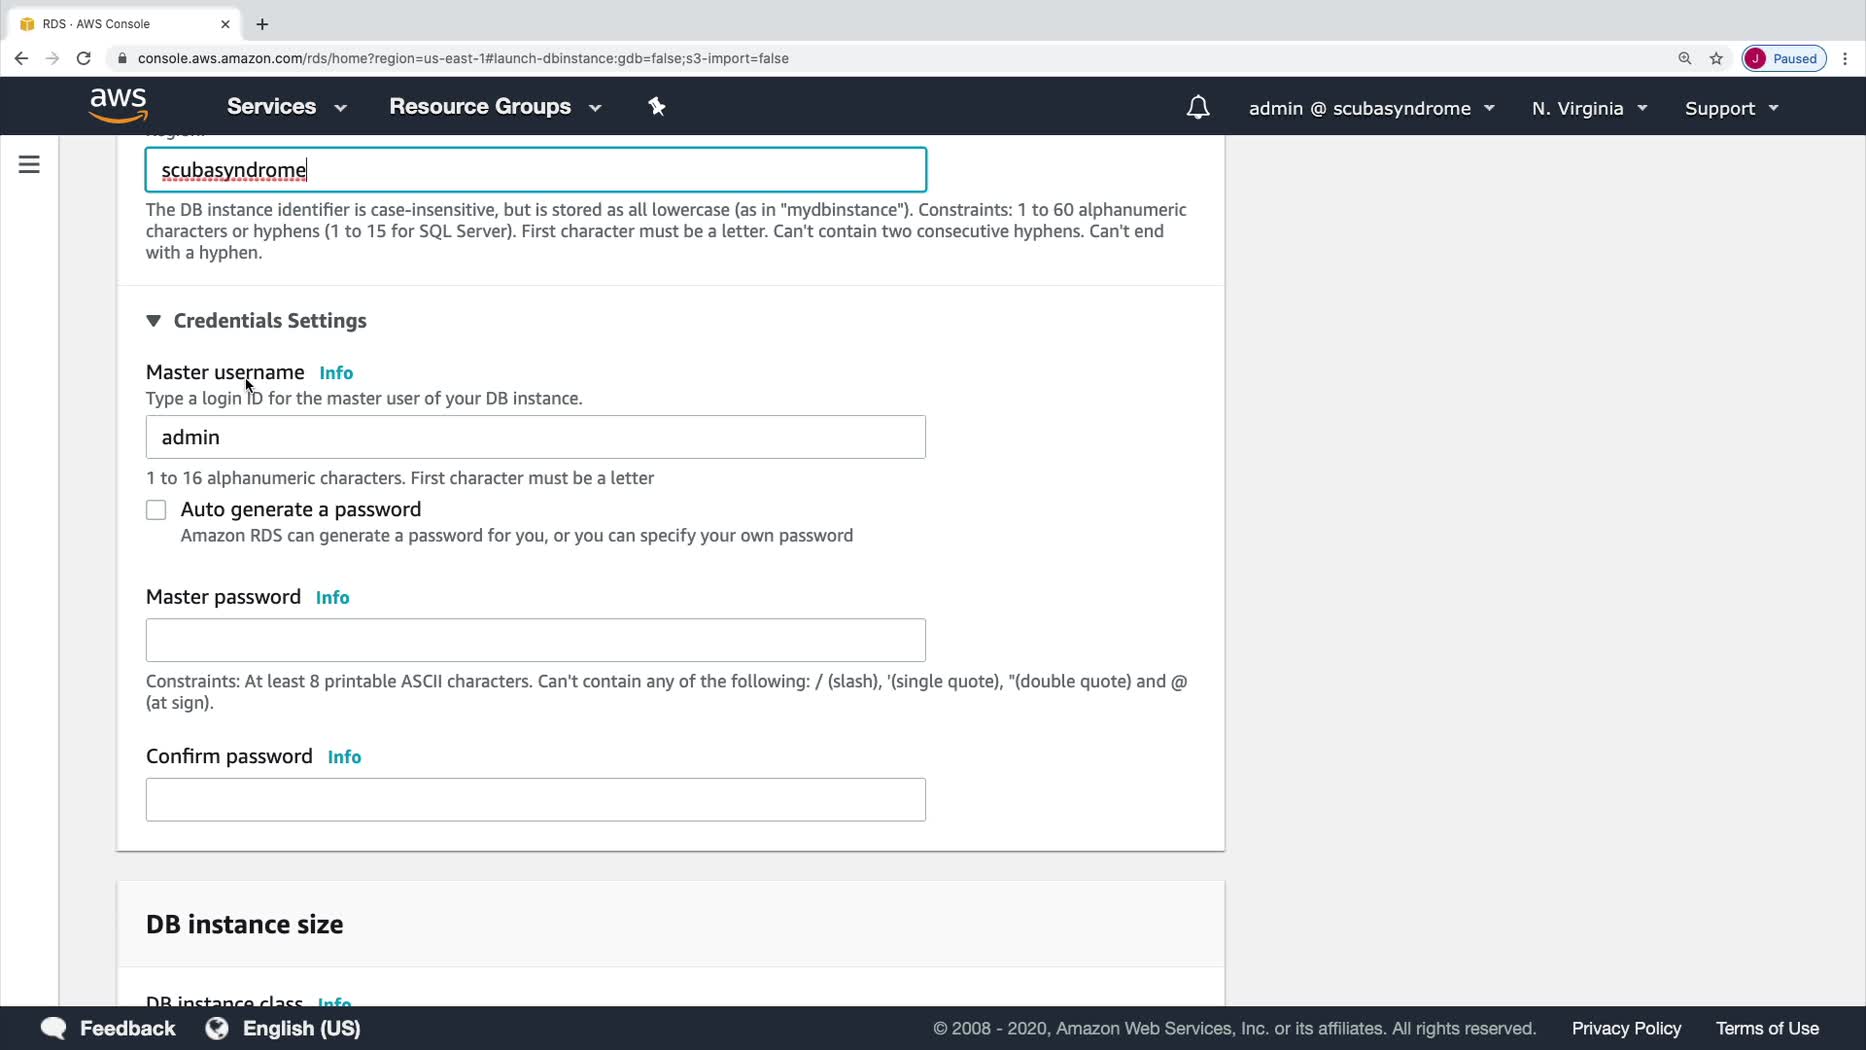 RDS · AWS Console
console.aws.amazon.com/rds/home?region=us-east-1#launch-dbinstance:gdb=false;s3-import=false
J Paused
aws
Services
Resource Groups
admin @ scubasyndrome
N. Virginia
Support
Region.
scubasyndrome
The DB instance identifier is case-insensitive, but is stored as all lowercase (as in "mydbinstance"). Constraints: 1 to 60 alphanumeric
characters or hyphens (1 to 15 for SQL Server). First character must be a letter. Can't contain two consecutive hyphens. Can't end
with a hyphen.
Credentials Settings
Master username Info
Type a login ID for the master user of your DB instance.
admin
1 to 16 alphanumeric characters. First character must be a letter
Auto generate a password
Amazon RDS can generate a password for you, or you can specify your own password
Master password Info
Constraints: At least 8 printable ASCII characters. Can't contain any of the following: / (slash), '(single quote), "(double quote) and @
(at sign).
Confirm password Info
DB instance size
DB instance class Info
Feedback
English (US)
© 2008 - 2020, Amazon Web Services, Inc. or its affiliates. All rights reserved.
Privacy Policy
Terms of Use